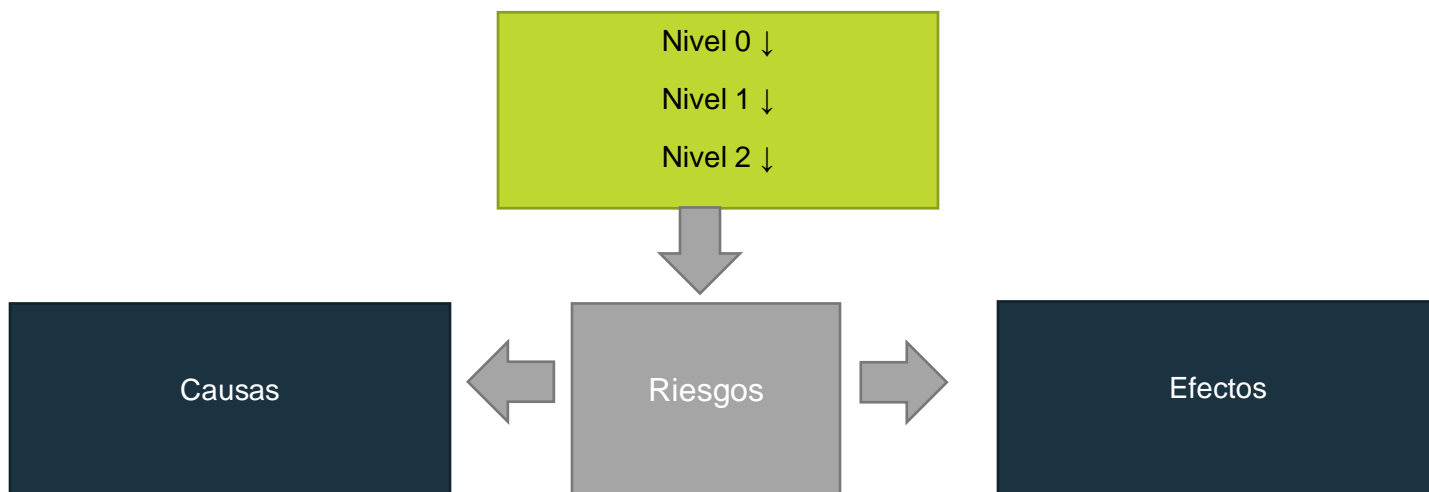 Nivel 0 ↓
Nivel 1 ↓
Nivel 2 ↓
Causas
Riesgos
Efectos